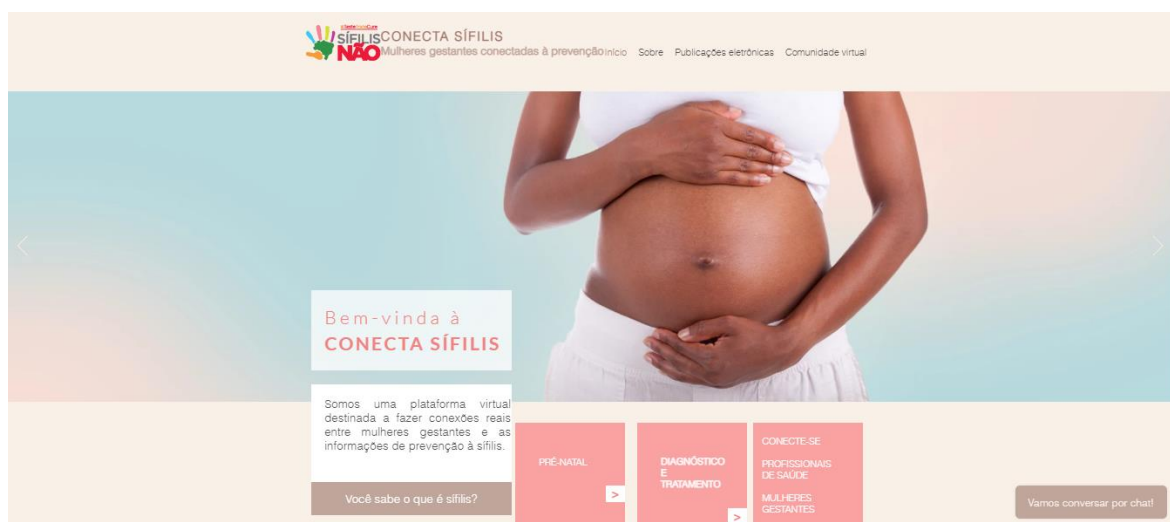 #TesteTrateCure
SÍFILIS
NÃO
CONECTA SÍFILIS
Mulheres gestantes conectadas à prevenção
Início Sobre Publicações eletrônicas Comunidade virtual
Bem-vinda à
CONECTA SÍFILIS
Somos uma plataforma virtual
destinada a fazer conexões reais
entre mulheres gestantes e as
informações de prevenção à sífilis.
Você sabe o que é sífilis?
PRÉ-NATAL
>
DIAGNÓSTICO
E
TRATAMENTO
>
CONECTE-SE
PROFISSIONAIS
DE SAÚDE
MULHERES
GESTANTES
Vamos conversar por chat!